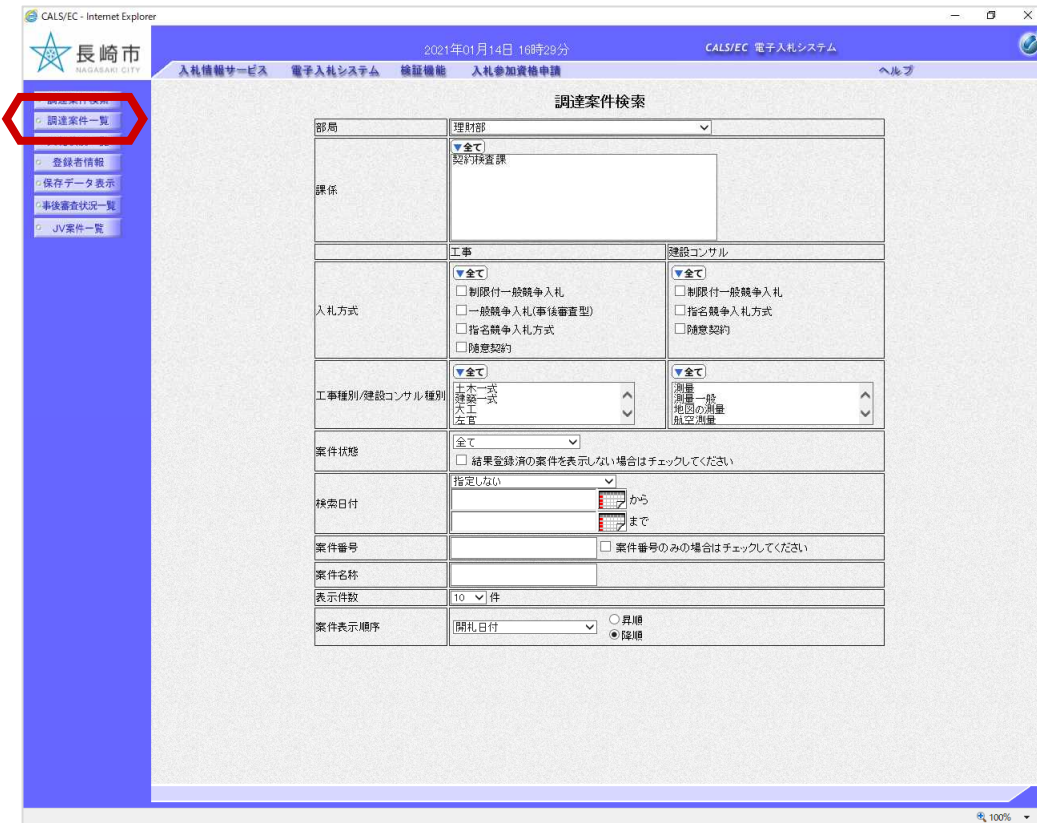 CALS/EC - Internet Explorer
長崎市
NAGASAKI CITY
2021年01月14日 16時29分
CALS/EC 電子入札システム
入札情報サービス 電子入札システム 検証機能 入札参加資格申請 ヘルプ
調達案件一覧
登録者情報
保存データ表示
事後審査状況一覧
JV案件一覧
調達案件検索
部局 理財部
課係
▼全て
契約検査課
工事 建設コンサル
入札方式
▼全て ▼全て
制限付一般競争入札 制限付一般競争入札
一般競争入札(事後審査型) 指名競争入札方式
指名競争入札方式 随意契約
随意契約
工事種別/建設コンサル種別
▼全て ▼全て
土木一式 測量
建築一式 測量一般
大工 地図の測量
左官 航空測量
案件状態
全て
結果登録済の案件を表示しない場合はチェックしてください
検索日付
指定しない
から
まで
案件番号 案件番号のみの場合はチェックしてください
案件名称
表示件数 10 件
案件表示順序 開札日付
昇順
降順
100%